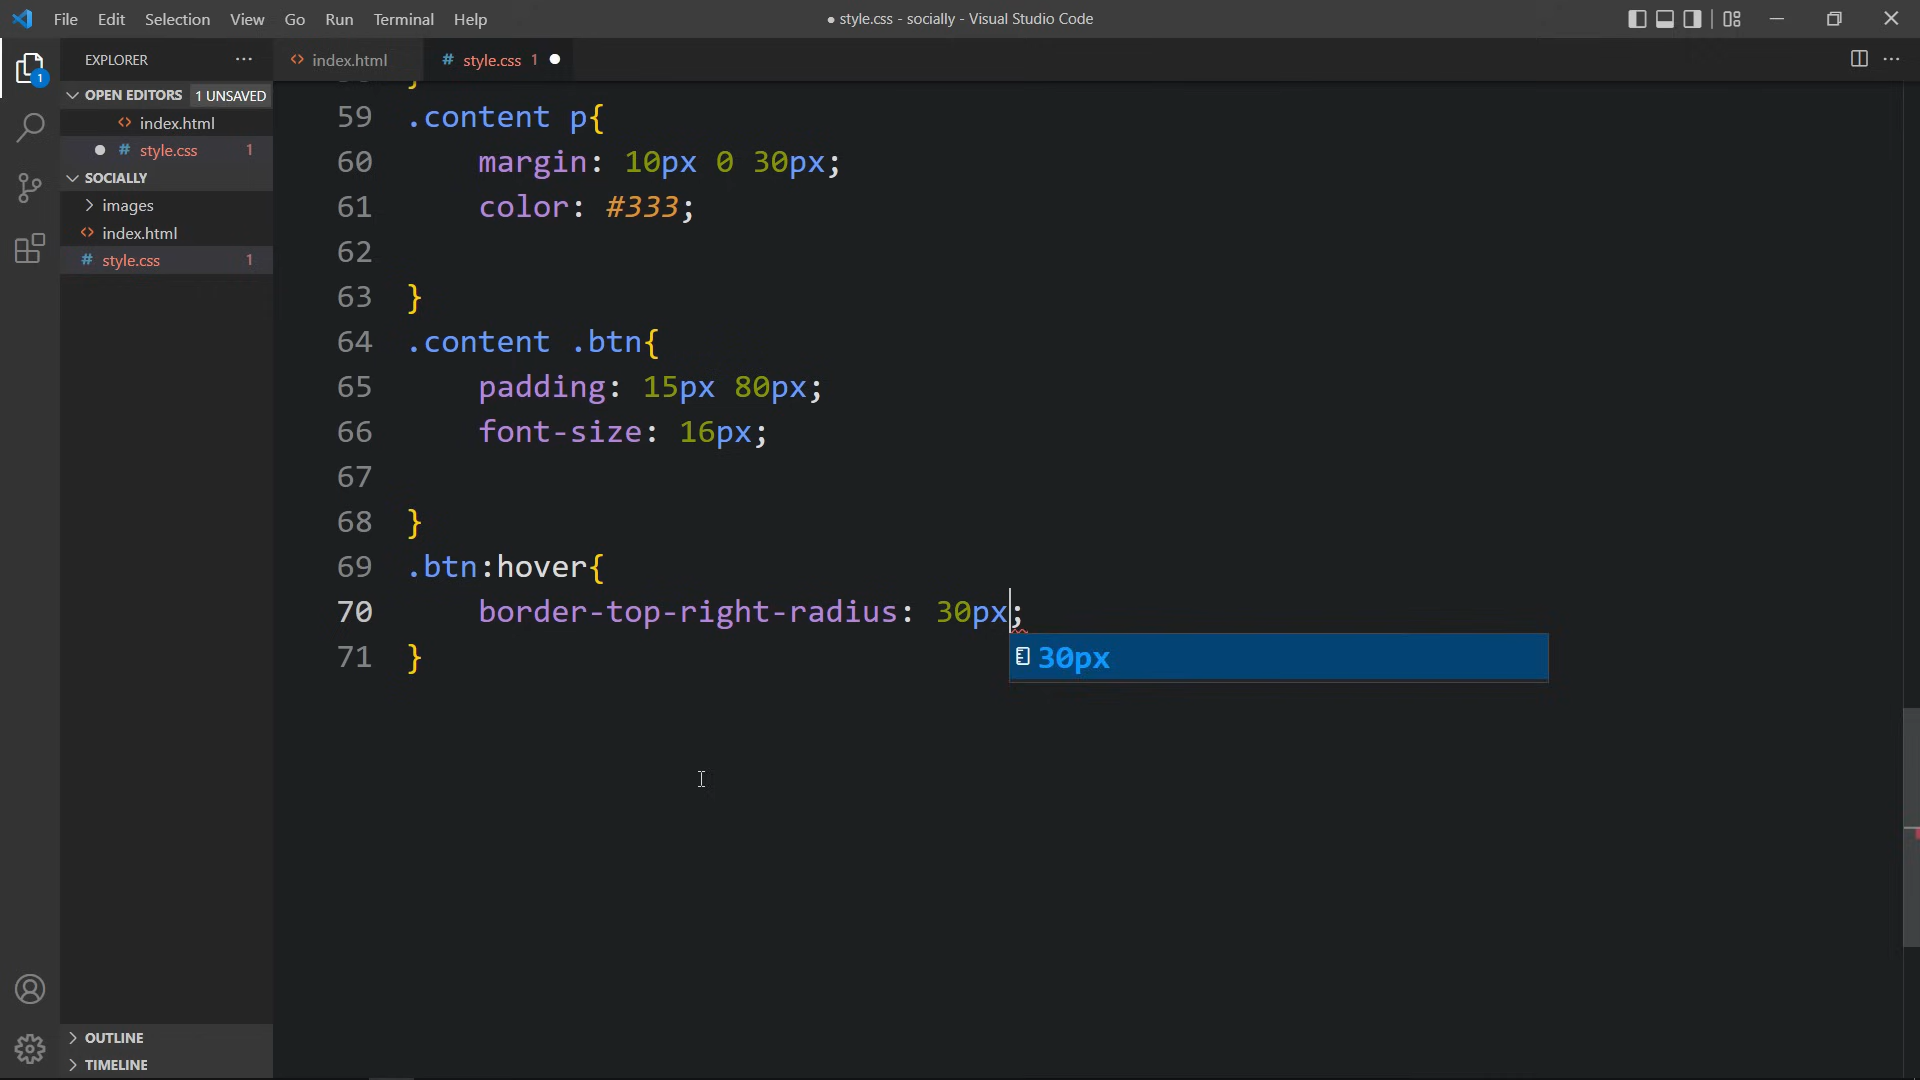 File Edit Selection View Go Run Terminal Help
● style.css - socially - Visual Studio Code
EXPLORER
index.html
style.css 1
OPEN EDITORS 1 UNSAVED
index.html
style.css 1
SOCIALLY
images
index.html
style.css 1
1
59 .content p{
60 margin: 10px 0 30px;
61 color: #333;
62
63 }
64 .content .btn{
65 padding: 15px 80px;
66 font-size: 16px;
67
68 }
69 .btn:hover{
70 border-top-right-radius: 30px;
30px
71 }
OUTLINE
TIMELINE